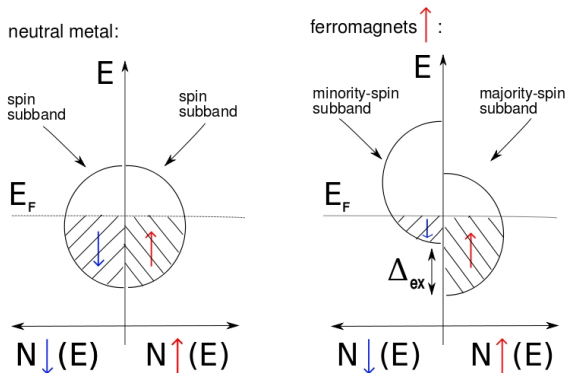 neutral metal:
E
spin
subband
spin
subband
E_F
N↓(E) N↑(E)
ferromagnets ↑ :
E
minority-spin
subband
majority-spin
subband
E_F
Δ_ex
N↓(E) N↑(E)